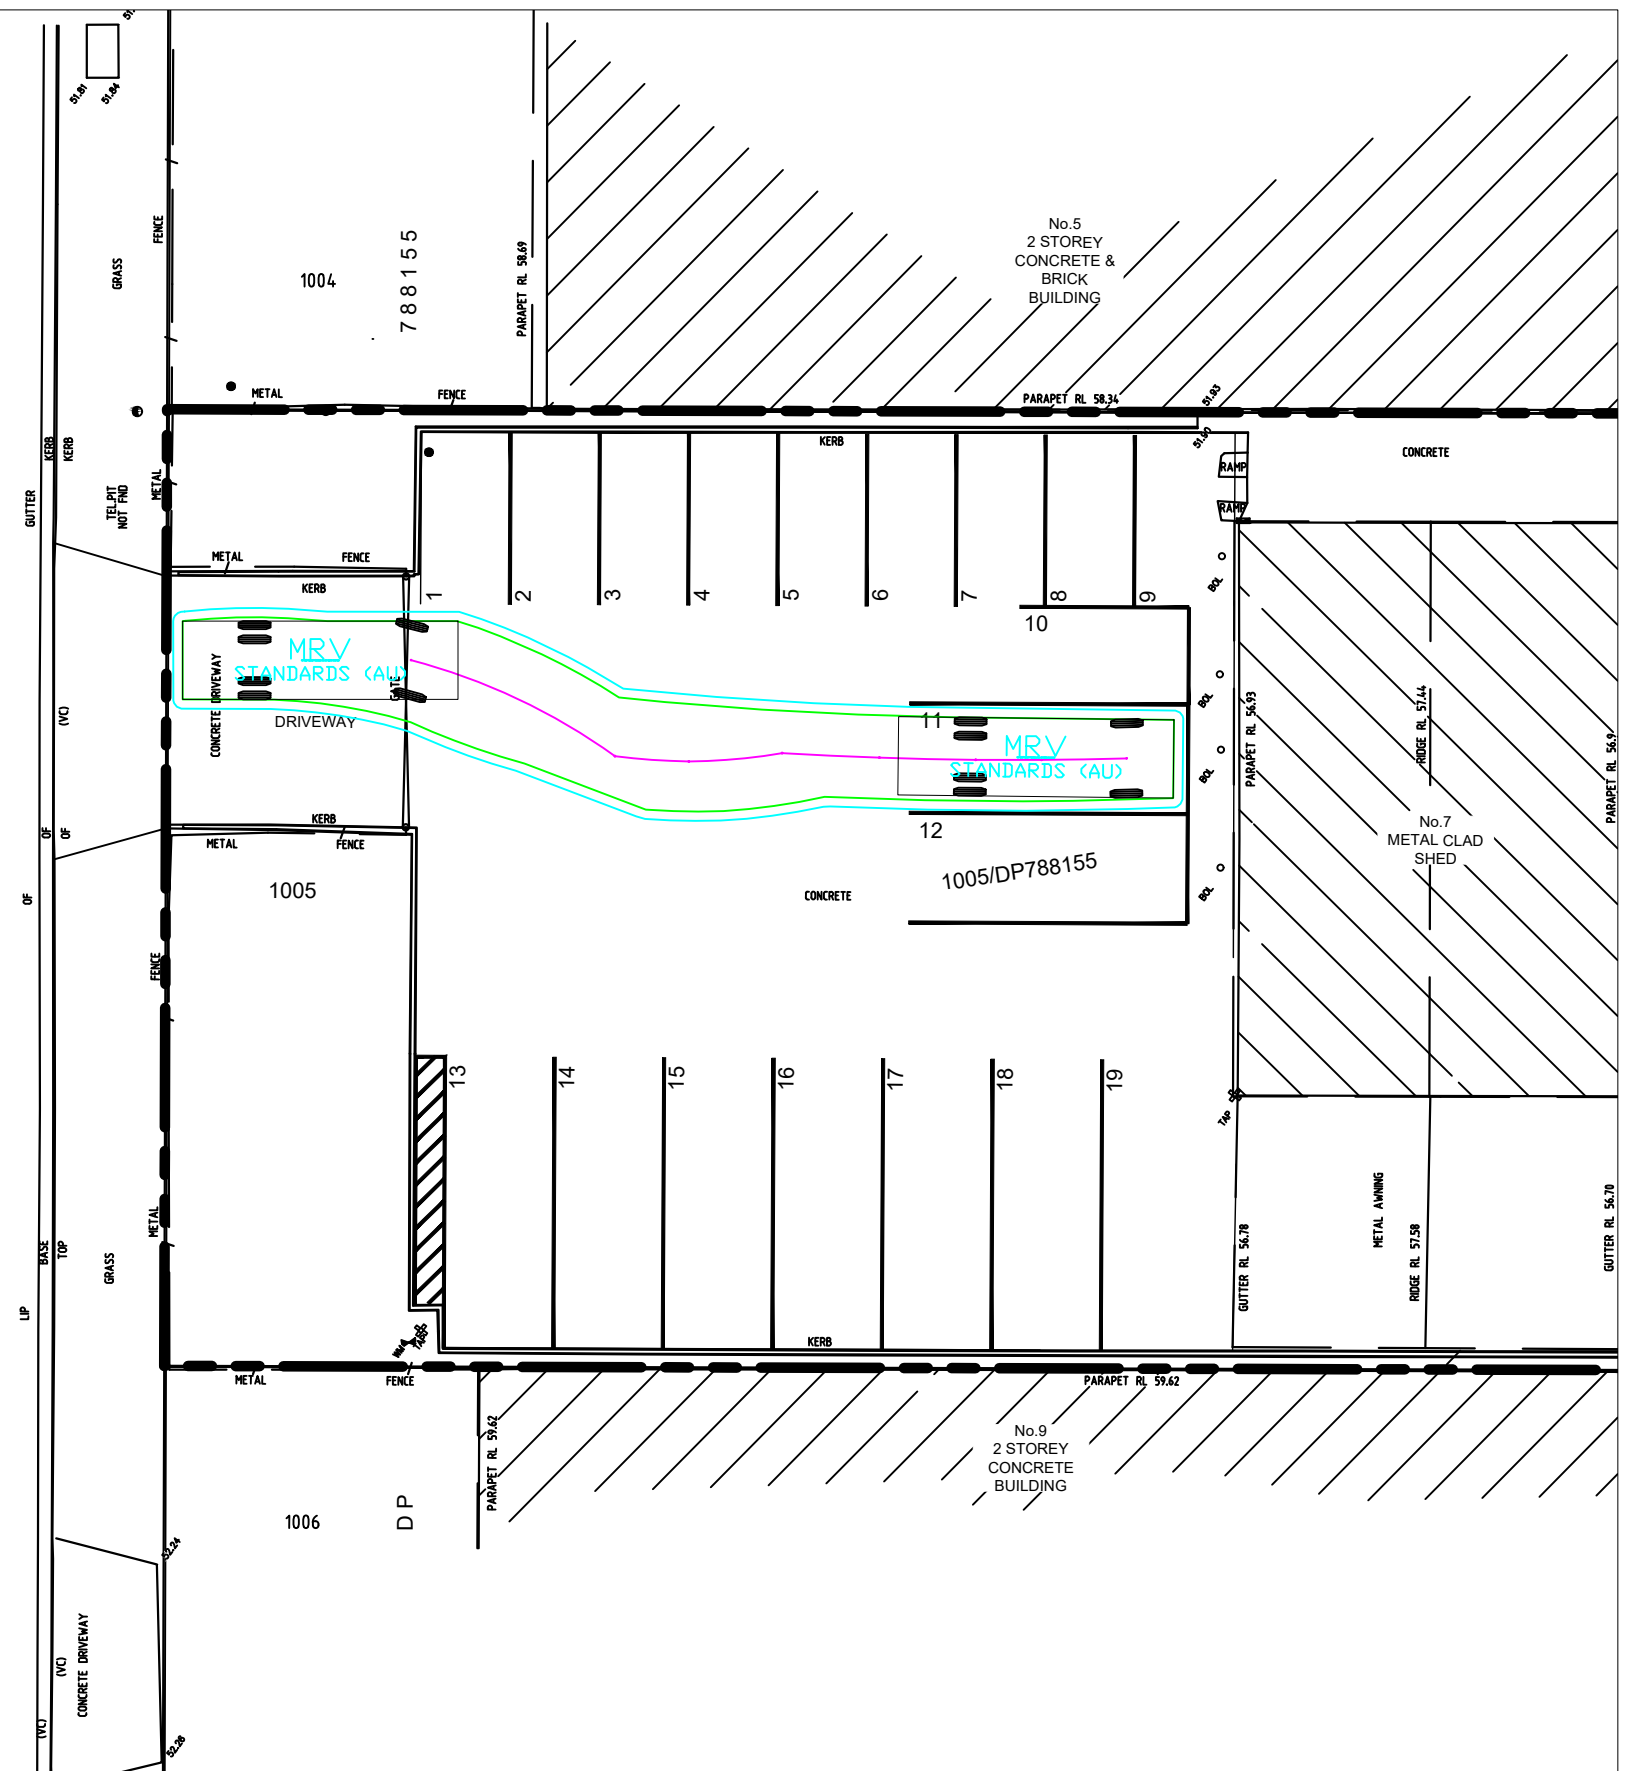 51.81
51.84
FENCE
GRASS
1004
788155
PARAPET RL 58.69
No.5
2 STOREY
CONCRETE &
BRICK
BUILDING
METAL
FENCE
PARAPET RL 58.34
51.93
51.90
KERB
KERB
KERB
CONCRETE
RAMP
RAMP
GUTTER
TEL.PIT
NOT FND
METAL
METAL
FENCE
KERB
1
2
3
4
5
6
7
8
9
10
BOL
MRV
STANDARDS (AU)
GATE
CONCRETE DRIVEWAY
DRIVEWAY
(VC)
11
MRV
STANDARDS (AU)
BOL
BOL
PARAPET RL 56.93
RIDGE RL 57.44
PARAPET RL 56.9
KERB
METAL
FENCE
OF
OF
12
1005/DP788155
No.7
METAL CLAD
SHED
BOL
1005
OF
CONCRETE
FENCE
13
14
15
16
17
18
19
TAP
METAL
BASE
TOP
GRASS
LIP
METAL AWNING
GUTTER RL 56.78
RIDGE RL 57.58
GUTTER RL 56.70
KERB
WM
TAP
METAL
FENCE
PARAPET RL 59.62
PARAPET RL 59.62
No.9
2 STOREY
CONCRETE
BUILDING
1006
DP
52.24
CONCRETE DRIVEWAY
(VC)
(VC)
52.26